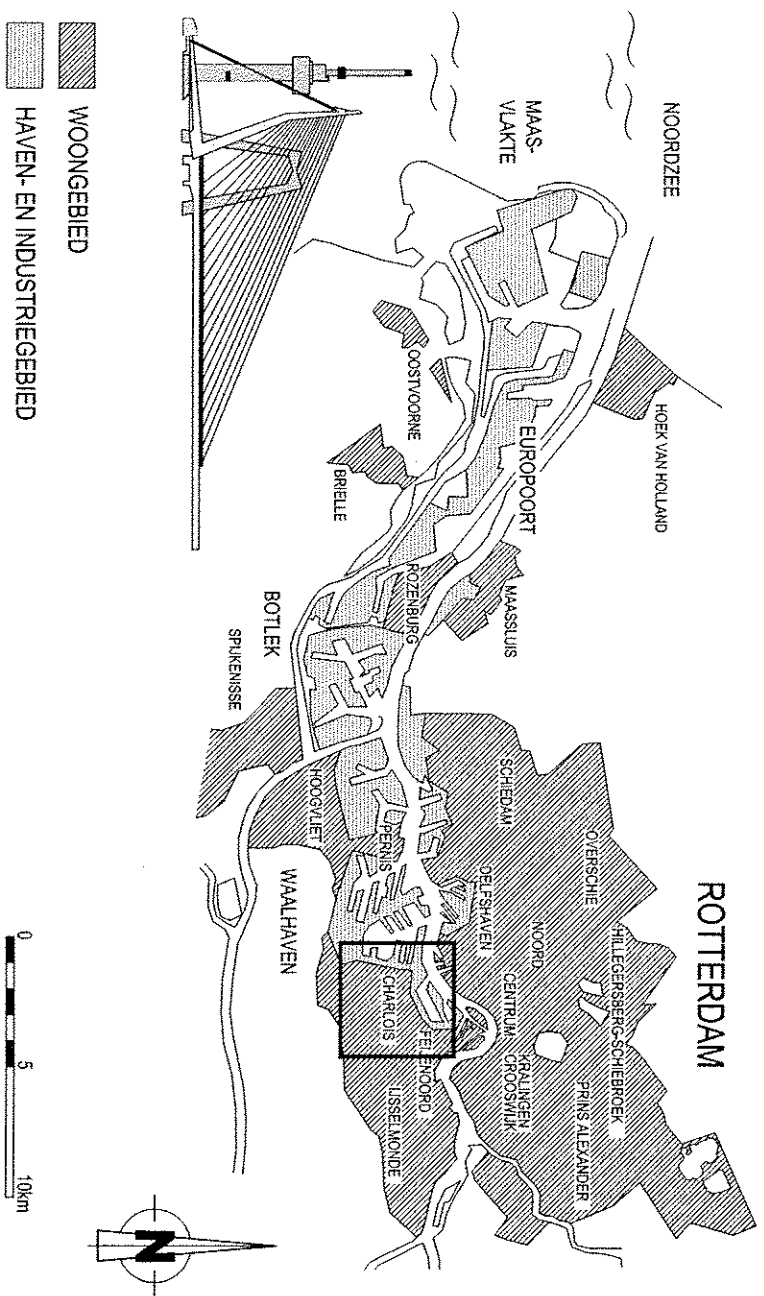 ROTTERDAM
NOORDZEE
MAAS-
VLAKTE
HOEK VAN HOLLAND
EUROPOORT
OOSTVOORNE
BRIELLE
MAASSLUIS
ROZENBURG
BOTLEK
SPIJKENISSE
HOOGVLIET
PERNIS
WAALHAVEN
SCHIEDAM
OVERSCHIE
DELFSHAVEN
NOORD
HILLEGERSBERG-SCHIEBROEK
CENTRUM
KRALINGEN
CROOSWIJK
PRINS ALEXANDER
CHARLOIS
FEIJENOORD
IJSSELMONDE
WOONGEBIED
HAVEN- EN INDUSTRIEGEBIED
0 5 10km
N